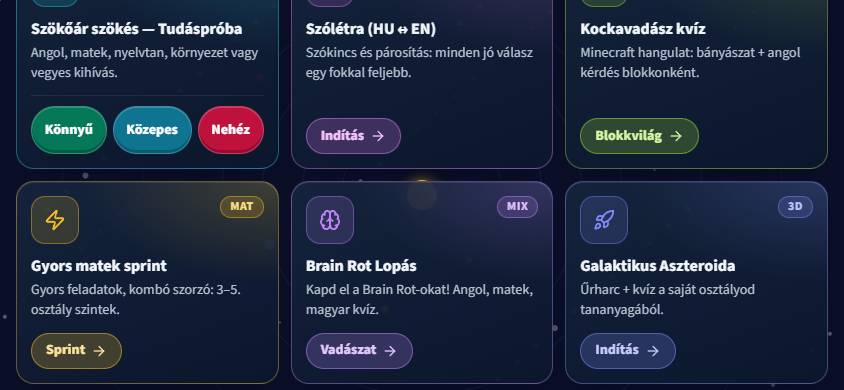 Szökőár szökés — Tudáspróba
Angol, matek, nyelvtan, környezet vagy
vegyes kihívás.
Könnyű
Közepes
Nehéz
Szólétra (HU ↔ EN)
Szókincs és párosítás: minden jó válasz
egy fokkal feljebb.
Indítás →
Kockavadász kvíz
Minecraft hangulat: bányászat + angol
kérdés blokkonként.
Blokkvilág →
MAT
Gyors matek sprint
Gyors feladatok, kombó szorzó: 3–5.
osztály szintek.
Sprint →
MIX
Brain Rot Lopás
Kapd el a Brain Rot-okat! Angol, matek,
magyar kvíz.
Vadászat →
3D
Galaktikus Aszteroida
Űrharc + kvíz a saját osztályod
tananyagából.
Indítás →